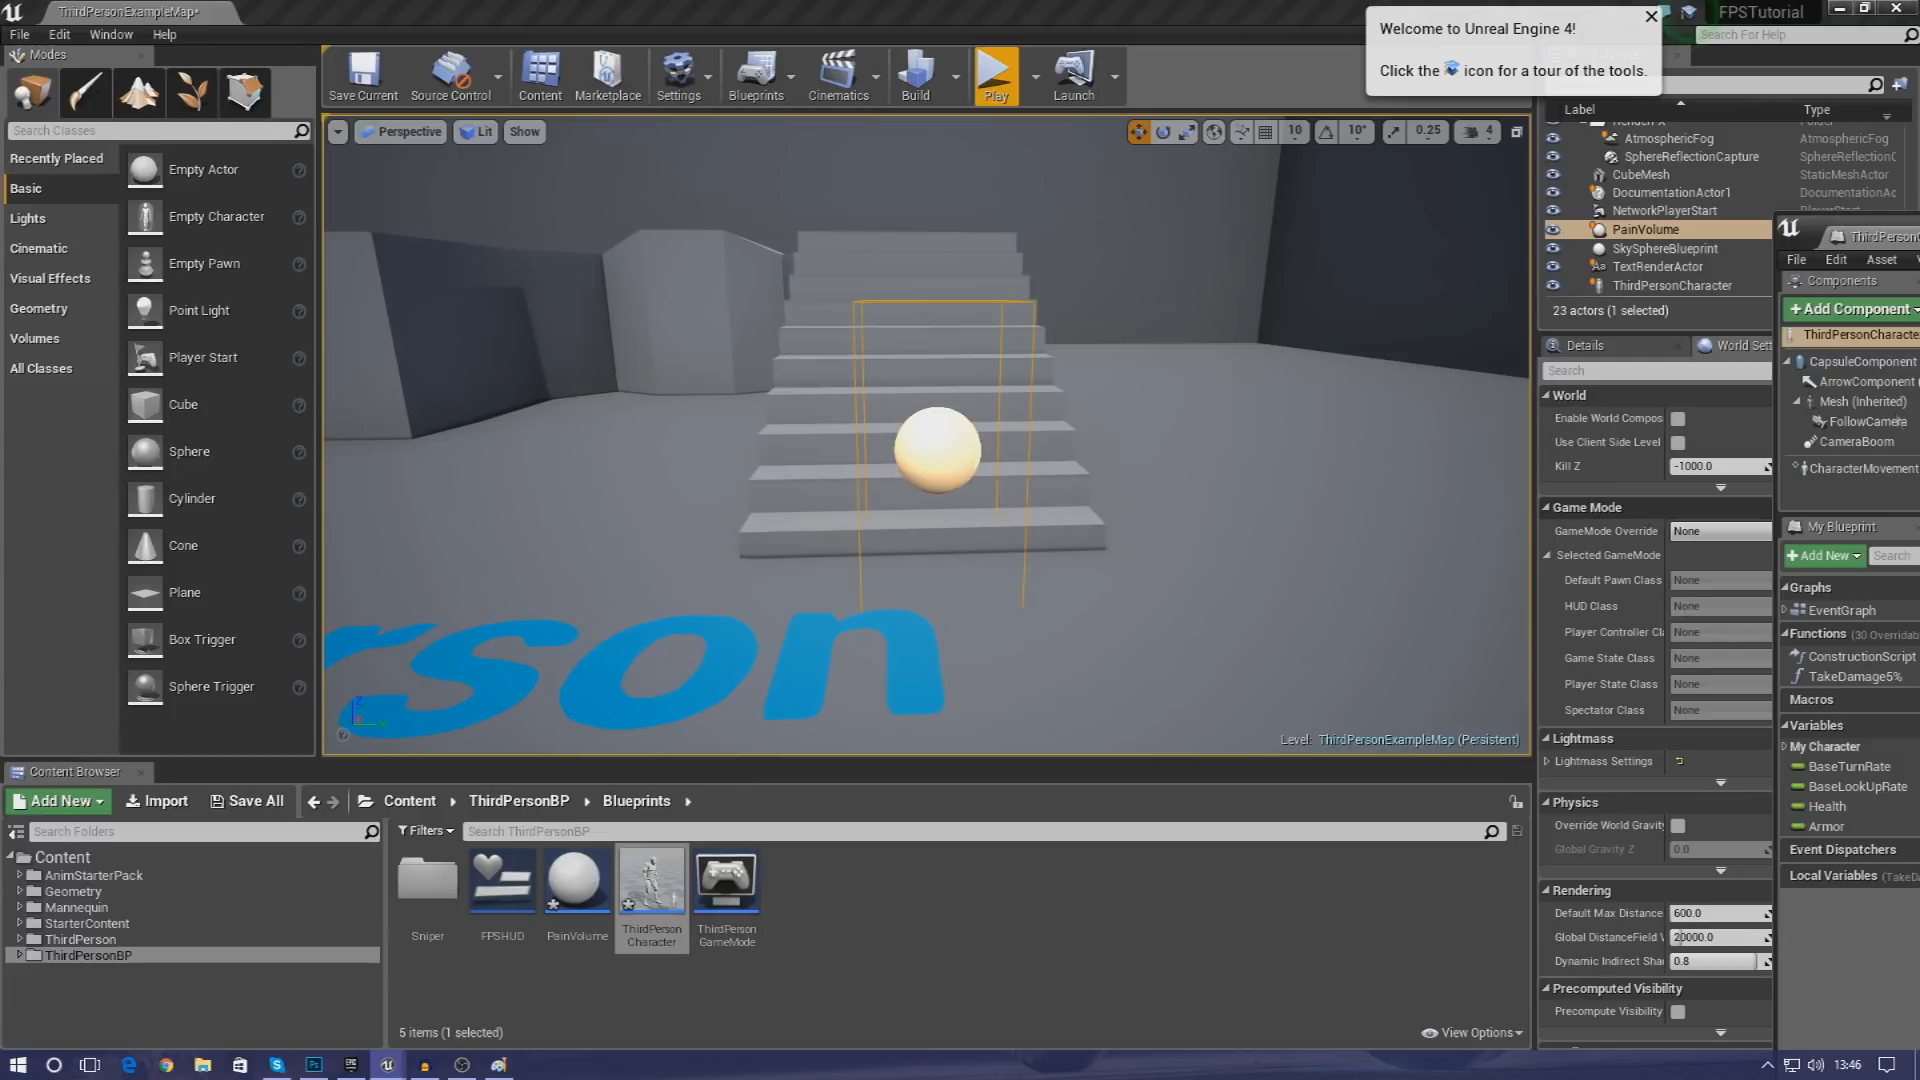 ThirdPersonExampleMap*
FPSTutorial
File Edit Window Help
Search For Help
Welcome to Unreal Engine 4!
Click the icon for a tour of the tools.
Modes
Save Current
Source Control
Content
Marketplace
Settings
Blueprints
Cinematics
Build
Play
Launch
Search Classes
Recently Placed
Basic
Lights
Cinematic
Visual Effects
Geometry
Volumes
All Classes
Empty Actor
Empty Character
Empty Pawn
Point Light
Player Start
Cube
Sphere
Cylinder
Cone
Plane
Box Trigger
Sphere Trigger
Perspective
Lit
Show
10
10°
0.25
4
rson
Level: ThirdPersonExampleMap (Persistent)
Label Type
AtmosphericFog AtmosphericFog
SphereReflectionCapture SphereReflectionC
CubeMesh StaticMeshActor
DocumentationActor1 DocumentationAc
NetworkPlayerStart
PainVolume
SkySphereBlueprint
TextRenderActor
ThirdPersonCharacter
23 actors (1 selected)
Details
World Sett
Search
World
Enable World Compos
Use Client Side Level
Kill Z -1000.0
Game Mode
GameMode Override None
Selected GameMode
Default Pawn Class None
HUD Class None
Player Controller Cl None
Game State Class None
Player State Class None
Spectator Class None
Lightmass
Lightmass Settings
Physics
Override World Gravity
Global Gravity Z 0.0
Rendering
Default Max Distance 600.0
Global DistanceField V 20000.0
Dynamic Indirect Sha 0.8
Precomputed Visibility
Precompute Visibility
ThirdPersonC
File Edit Asset
Components
+Add Component
ThirdPersonCharacte
CapsuleComponent
ArrowComponent
Mesh (Inherited)
FollowCamera
CameraBoom
CharacterMovement
My Blueprint
+Add New
Search
Graphs
EventGraph
Functions (30 Overridab
ConstructionScript
TakeDamage5%
Macros
Variables
My Character
BaseTurnRate
BaseLookUpRate
Health
Armor
Event Dispatchers
Local Variables (TakeDa
Content Browser
Add New
Import
Save All
Content
ThirdPersonBP
Blueprints
Search Folders
Filters
Search ThirdPersonBP
Content
AnimStarterPack
Geometry
Mannequin
StarterContent
ThirdPerson
ThirdPersonBP
Sniper
FPSHUD
PainVolume
ThirdPerson
Character
ThirdPerson
GameMode
5 items (1 selected)
View Options
13:46